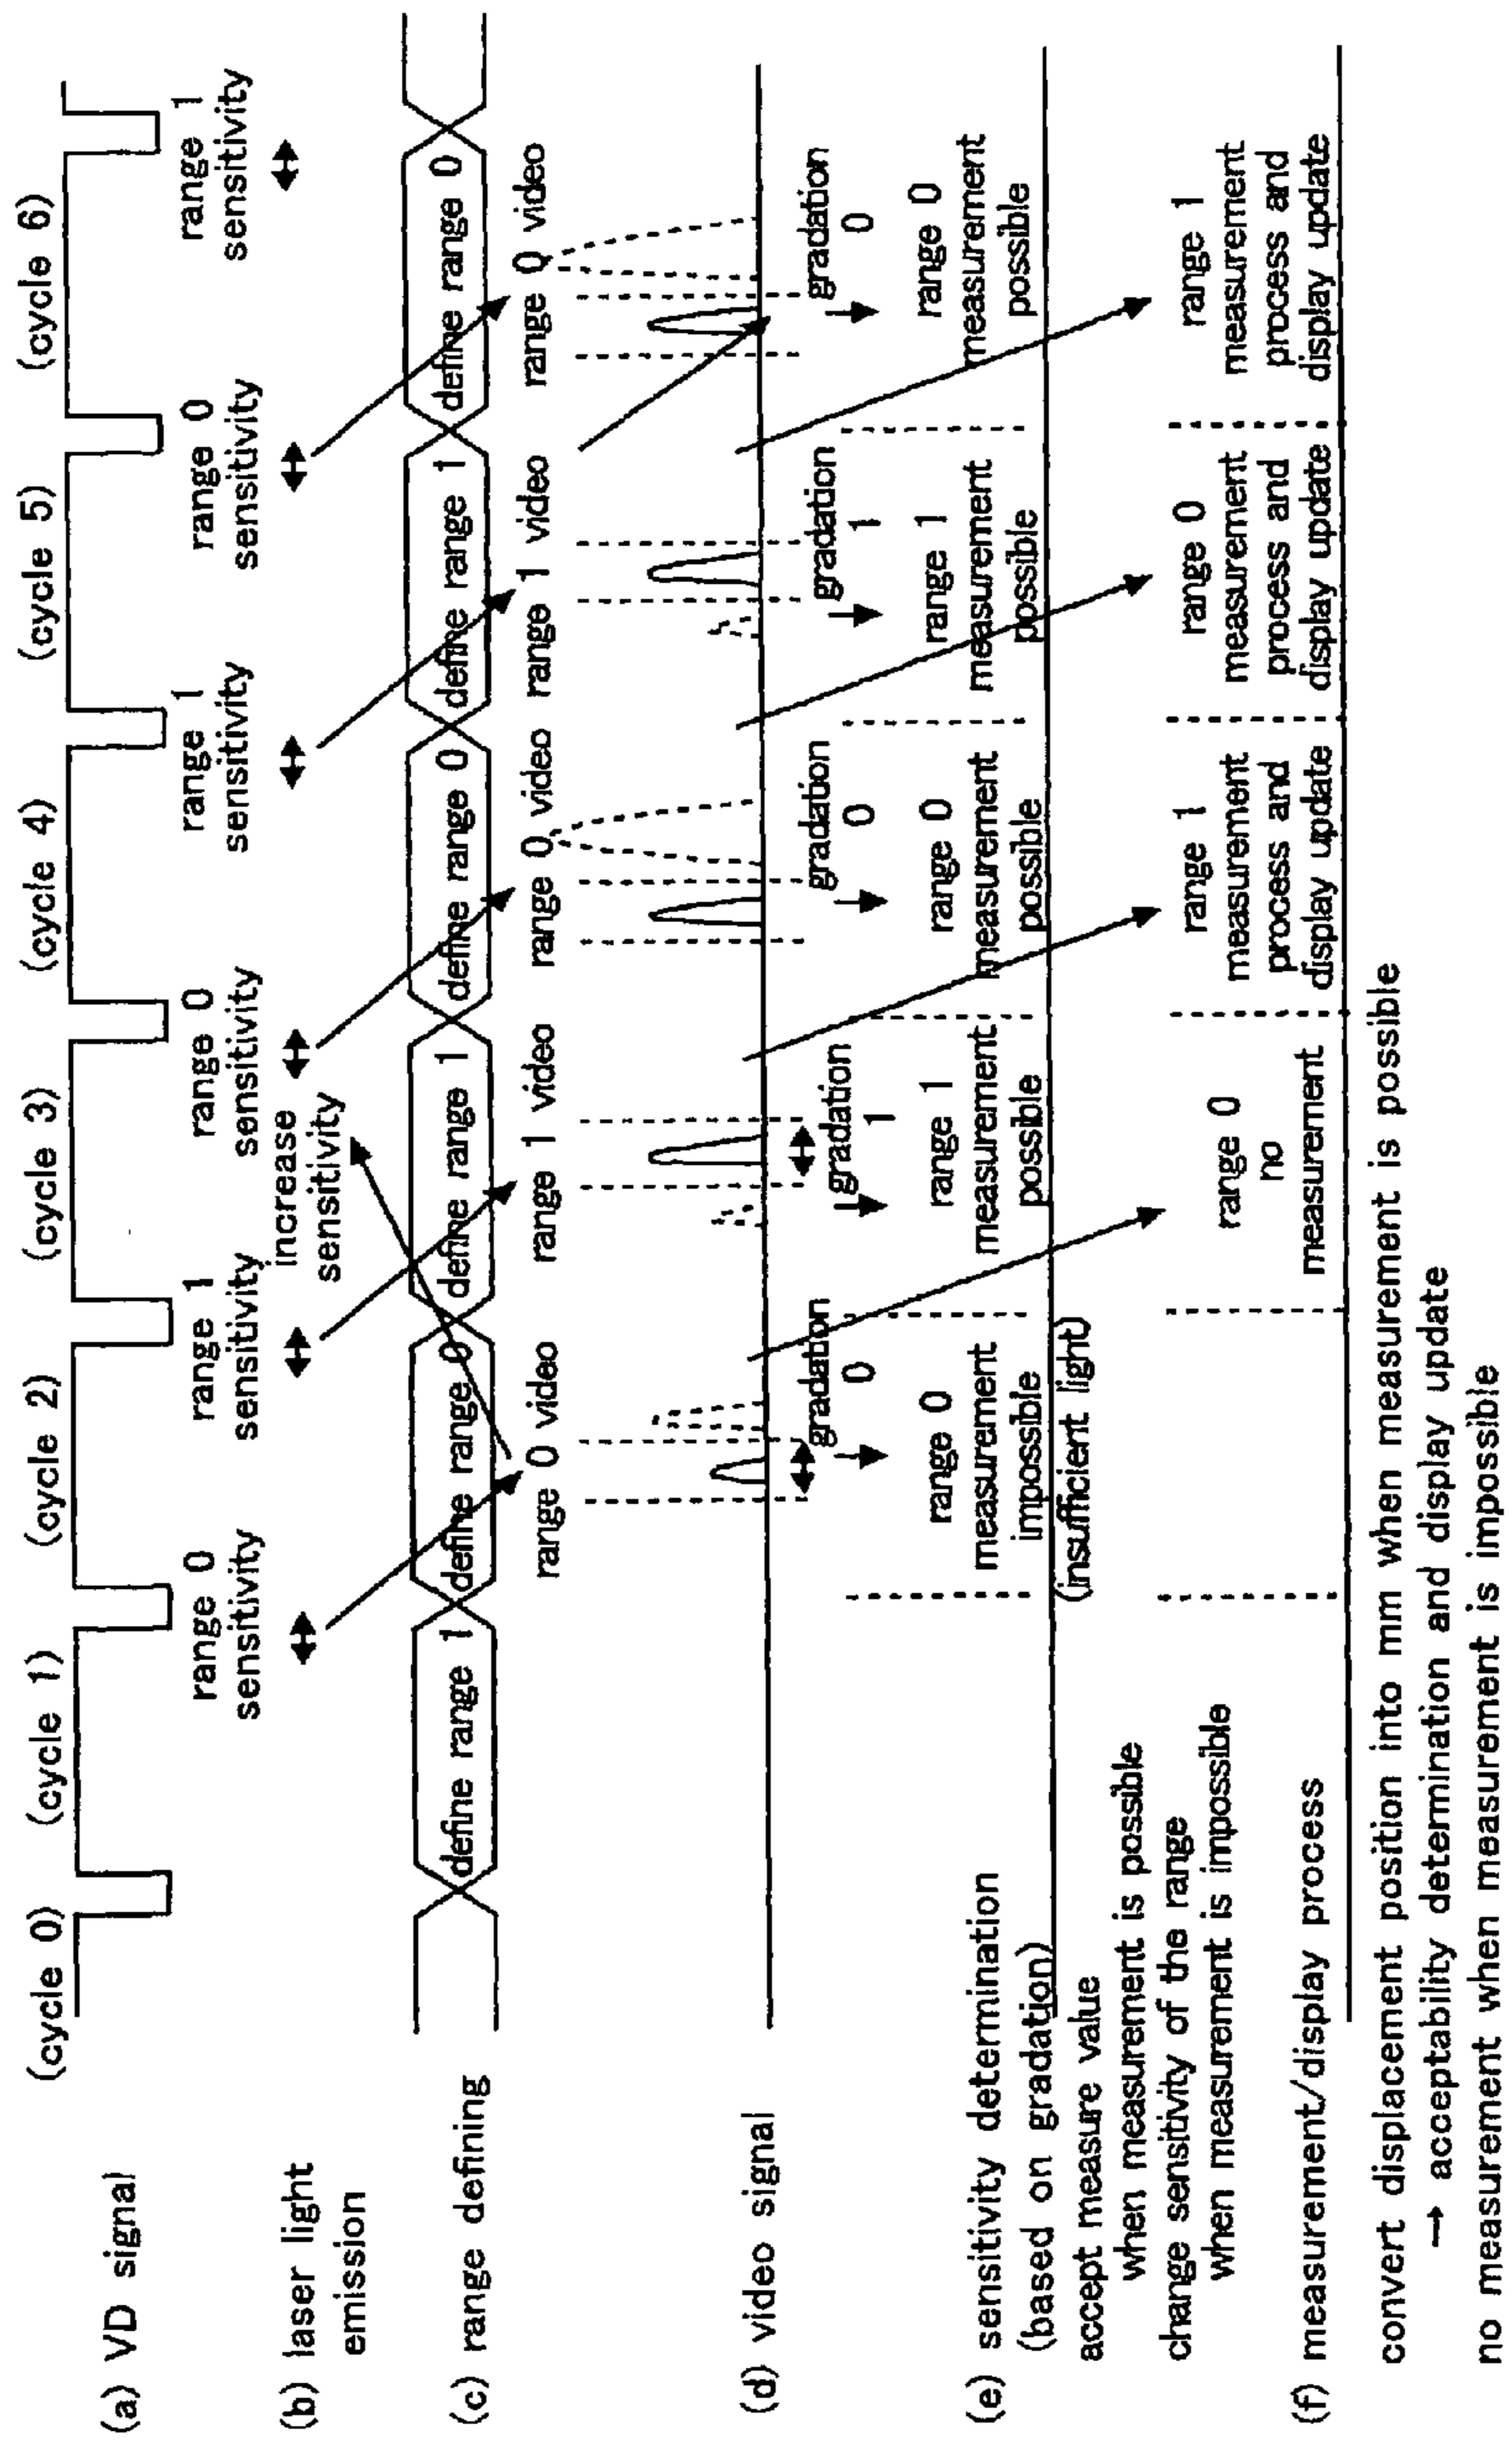 (cycle 0) (cycle 1) (cycle 2) (cycle 3) (cycle 4) (cycle 5) (cycle 6)
(a) VD signal
range 0 range 1 range 0 range 1 range 0 range 1
sensitivity sensitivity sensitivity sensitivity sensitivity sensitivity
(b) laser light
emission
increase
sensitivity
(c) range defining
define range 1 define range 0 define range 1 define range 0 define range 1 define range 0
range 0 video range 1 video range 0 video range 1 video range 0 video
(d) video signal
gradation gradation gradation gradation gradation
0 1 0 1 0
(e) sensitivity determination
(based on gradation)
range 0 range 1 range 0 range 1 range 0
measurement measurement measurement measurement measurement
impossible possible possible possible possible
(insufficient light)
accept measure value
when measurement is possible
change sensitivity of the range
when measurement is impossible
(f) measurement/display process
range 0 range 1 range 0 range 1
no measurement measurement measurement
measurement process and process and process and
display update display update display update
convert displacement position into mm when measurement is possible
→ acceptability determination and display update
no measurement when measurement is impossible